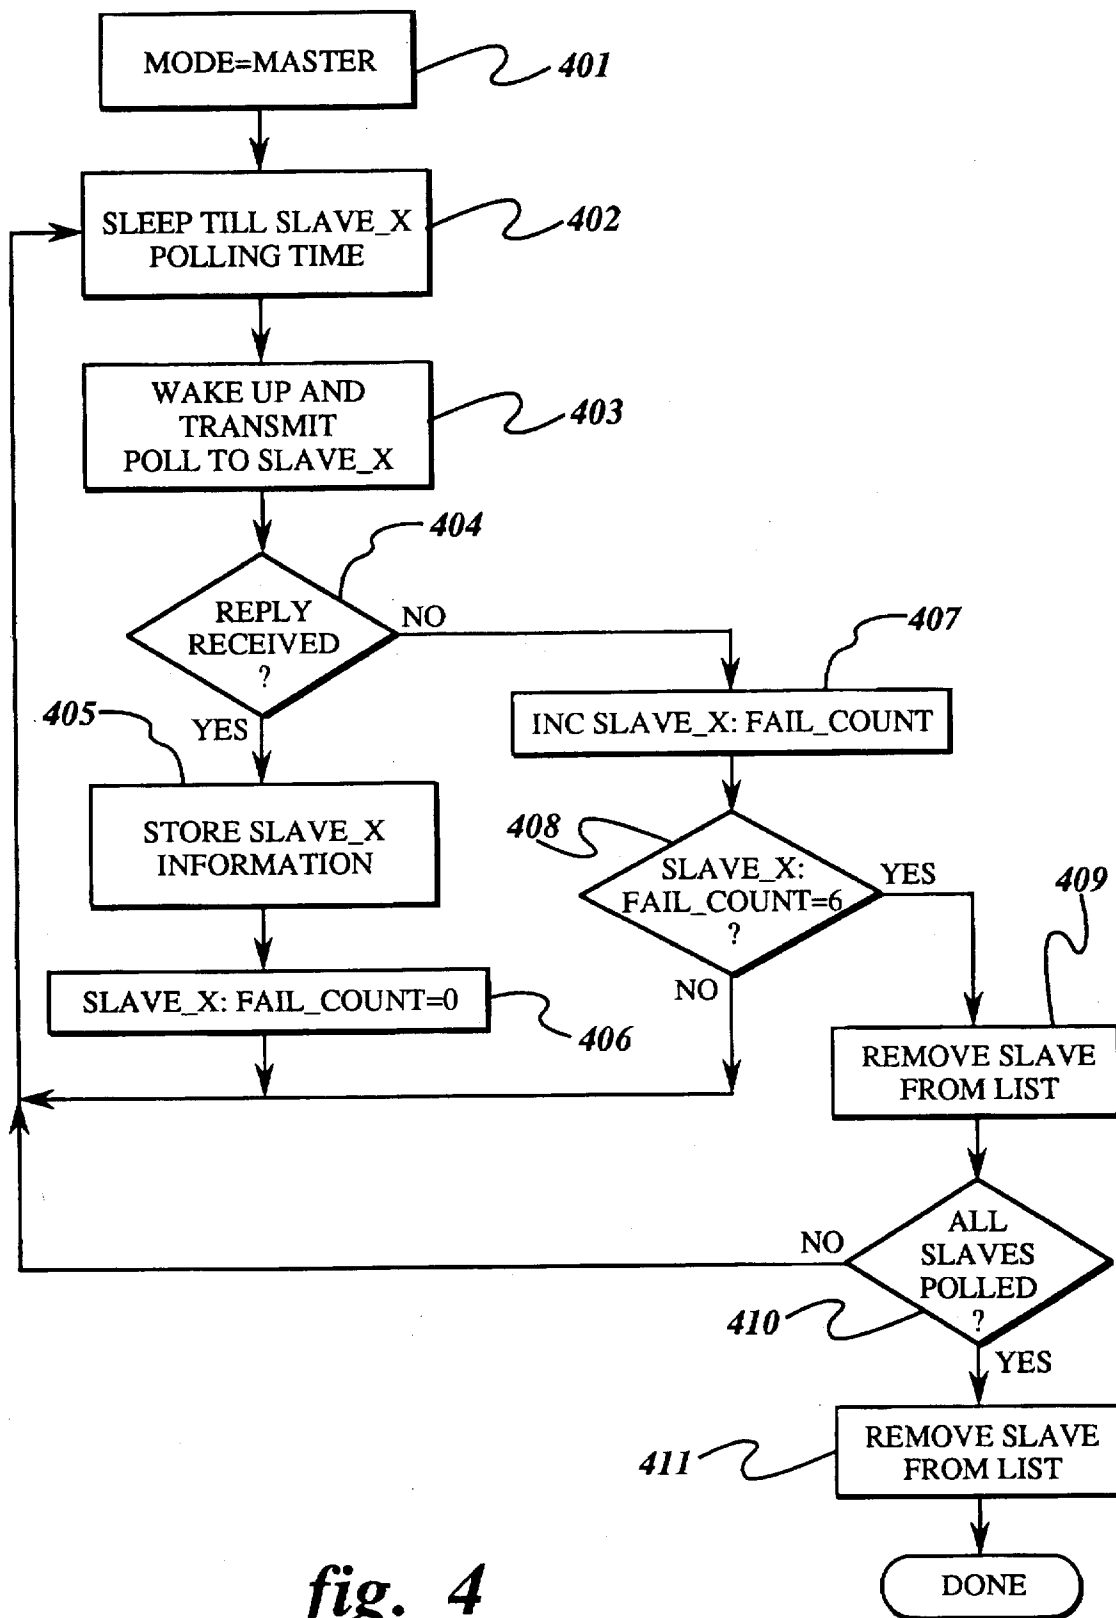 MODE=MASTER
401
SLEEP TILL SLAVE_X
POLLING TIME
402
WAKE UP AND
TRANSMIT
POLL TO SLAVE_X
403
404
REPLY
RECEIVED
?
NO
YES
405
407
INC SLAVE_X: FAIL_COUNT
STORE SLAVE_X
INFORMATION
408
SLAVE_X:
FAIL_COUNT=6
?
YES
NO
409
SLAVE_X: FAIL_COUNT=0
406
REMOVE SLAVE
FROM LIST
ALL
SLAVES
POLLED
?
NO
410
YES
REMOVE SLAVE
FROM LIST
411
DONE
fig. 4